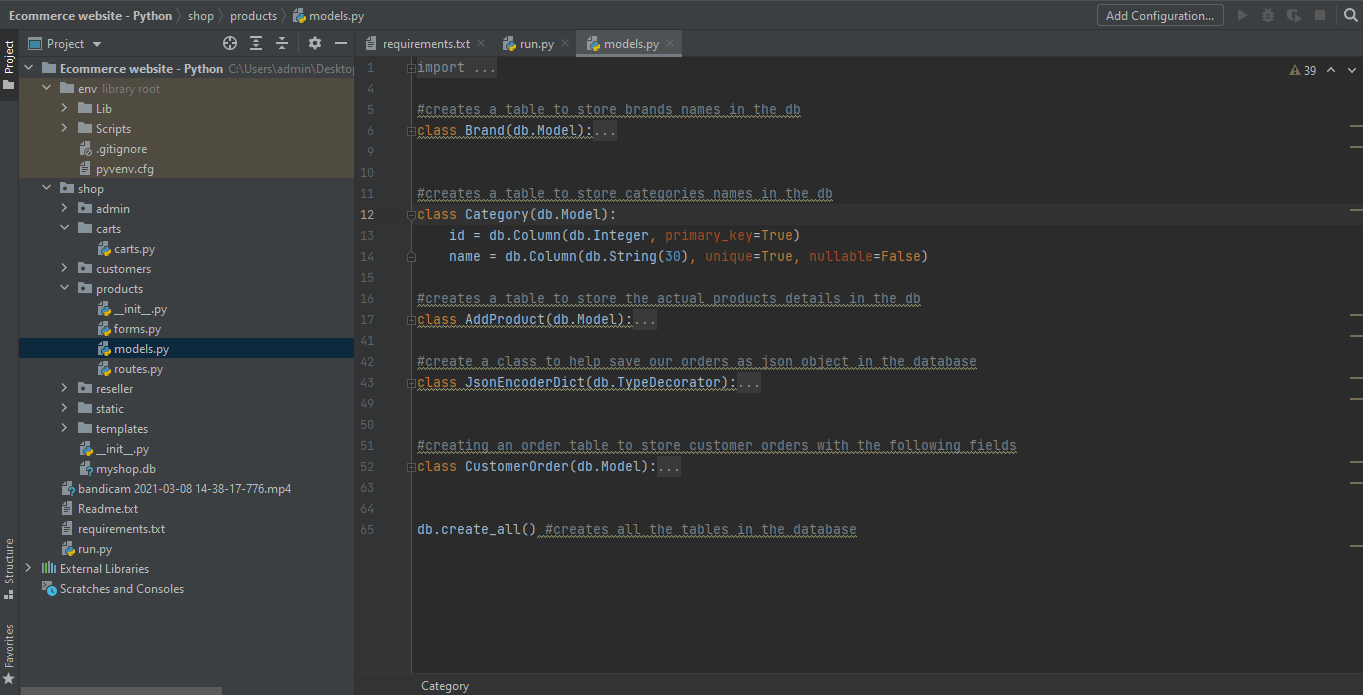 Ecommerce website - Python shop products models.py
Add Configuration...
Project
requirements.txt
run.py
models.py
Project
Structure
Favorites
Ecommerce website - Python C:\Users\admin\Deskto
env library root
Lib
Scripts
.gitignore
pyvenv.cfg
shop
admin
carts
carts.py
customers
products
__init__.py
forms.py
models.py
routes.py
reseller
static
templates
__init__.py
myshop.db
bandicam 2021-03-08 14-38-17-776.mp4
Readme.txt
requirements.txt
run.py
External Libraries
Scratches and Consoles
39
1 import ...
4
5 #creates a table to store brands names in the db
6 class Brand(db.Model):...
9
10
11 #creates a table to store categories names in the db
12 class Category(db.Model):
13     id = db.Column(db.Integer, primary_key=True)
14     name = db.Column(db.String(30), unique=True, nullable=False)
15
16 #creates a table to store the actual products details in the db
17 class AddProduct(db.Model):...
41
42 #create a class to help save our orders as json object in the database
43 class JsonEncoderDict(db.TypeDecorator):...
49
50
51 #creating an order table to store customer orders with the following fields
52 class CustomerOrder(db.Model):...
63
64
65 db.create_all() #creates all the tables in the database
Category